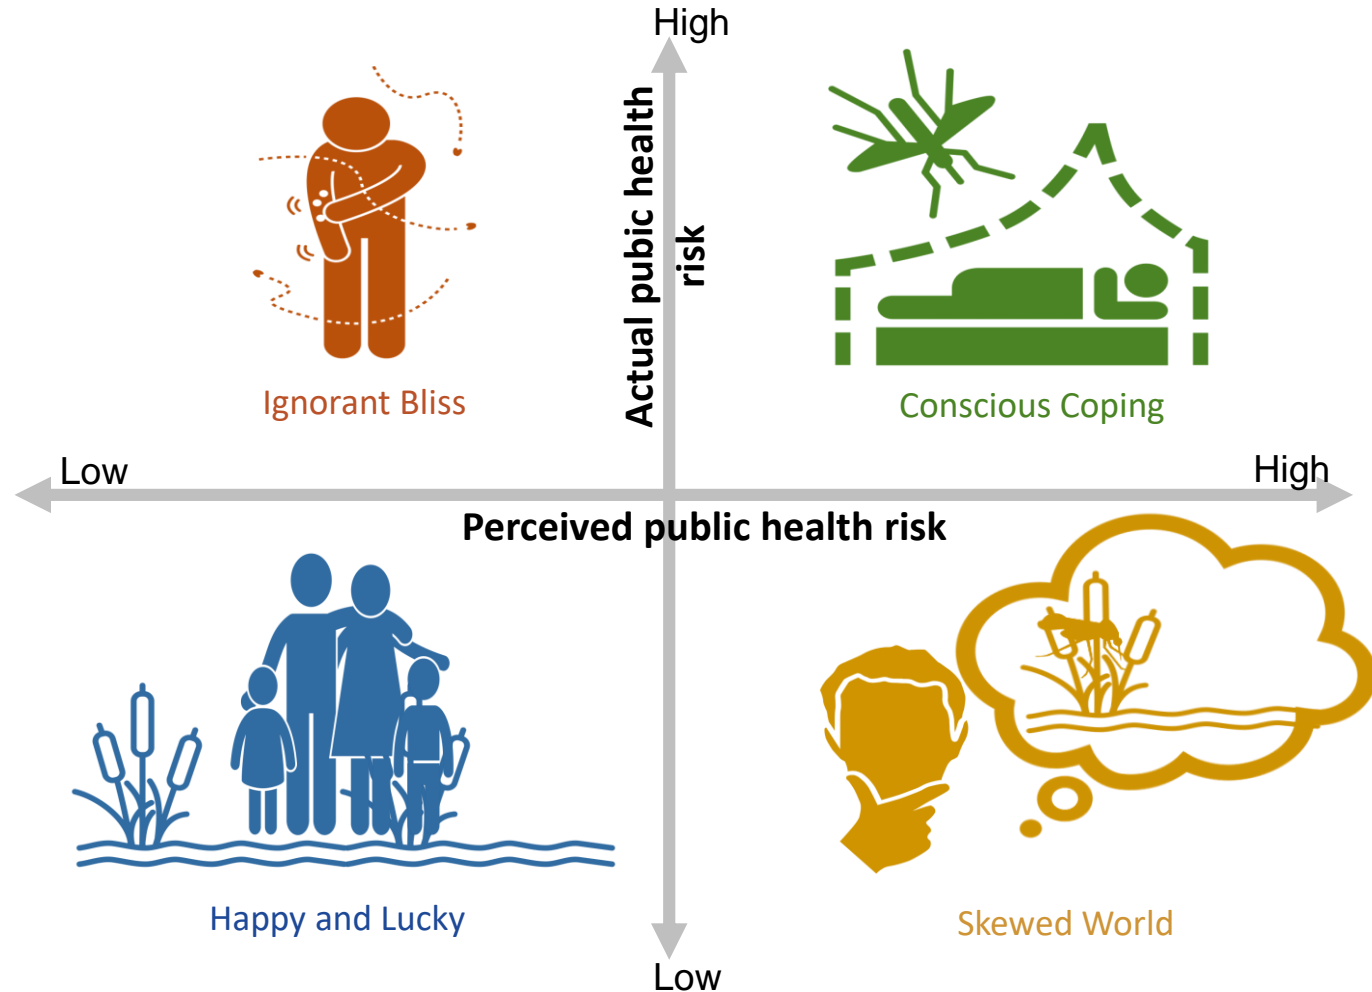 High
Actual pubic health
risk
Ignorant Bliss
Conscious Coping
Low
High
Perceived public health risk
Happy and Lucky
Skewed World
Low